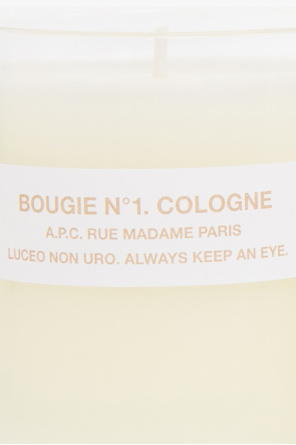 BOUGIE N°1. COLOGNE
A.P.C. RUE MADAME PARIS
LUCEO NON URO. ALWAYS KEEP AN EYE.